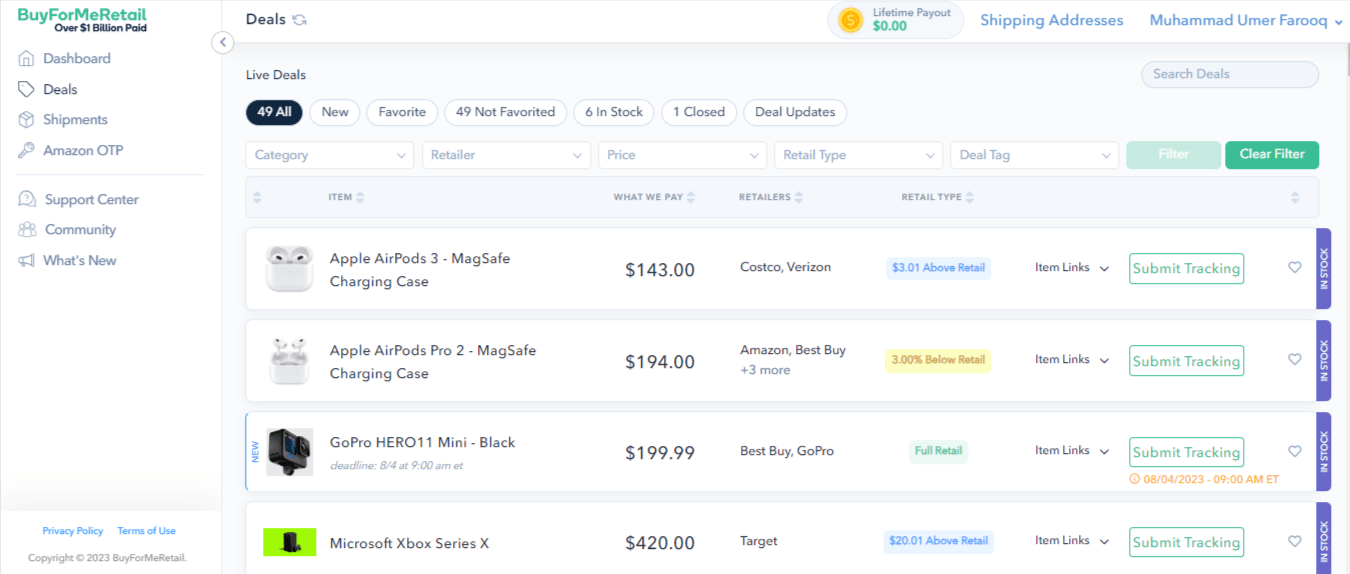 BuyForMeRetail
Over $1 Billion Paid
Deals
Lifetime Payout
$0.00
Shipping Addresses
Muhammad Umer Farooq
Dashboard
Deals
Shipments
Amazon OTP
Support Center
Community
What's New
Privacy Policy Terms of Use
Copyright © 2023 BuyForMeRetail.
Live Deals
Search Deals
49 All
New
Favorite
49 Not Favorited
6 In Stock
1 Closed
Deal Updates
Category
Retailer
Price
Retail Type
Deal Tag
Filter
Clear Filter
ITEM
WHAT WE PAY
RETAILERS
RETAIL TYPE
Apple AirPods 3 - MagSafe
Charging Case
$143.00
Costco, Verizon
$3.01 Above Retail
Item Links
Submit Tracking
IN STOCK
Apple AirPods Pro 2 - MagSafe
Charging Case
$194.00
Amazon, Best Buy
+3 more
3.00% Below Retail
Item Links
Submit Tracking
IN STOCK
NEW
GoPro HERO11 Mini - Black
deadline: 8/4 at 9:00 am et
$199.99
Best Buy, GoPro
Full Retail
Item Links
Submit Tracking
08/04/2023 - 09:00 AM ET
IN STOCK
Microsoft Xbox Series X
$420.00
Target
$20.01 Above Retail
Item Links
Submit Tracking
IN STOCK